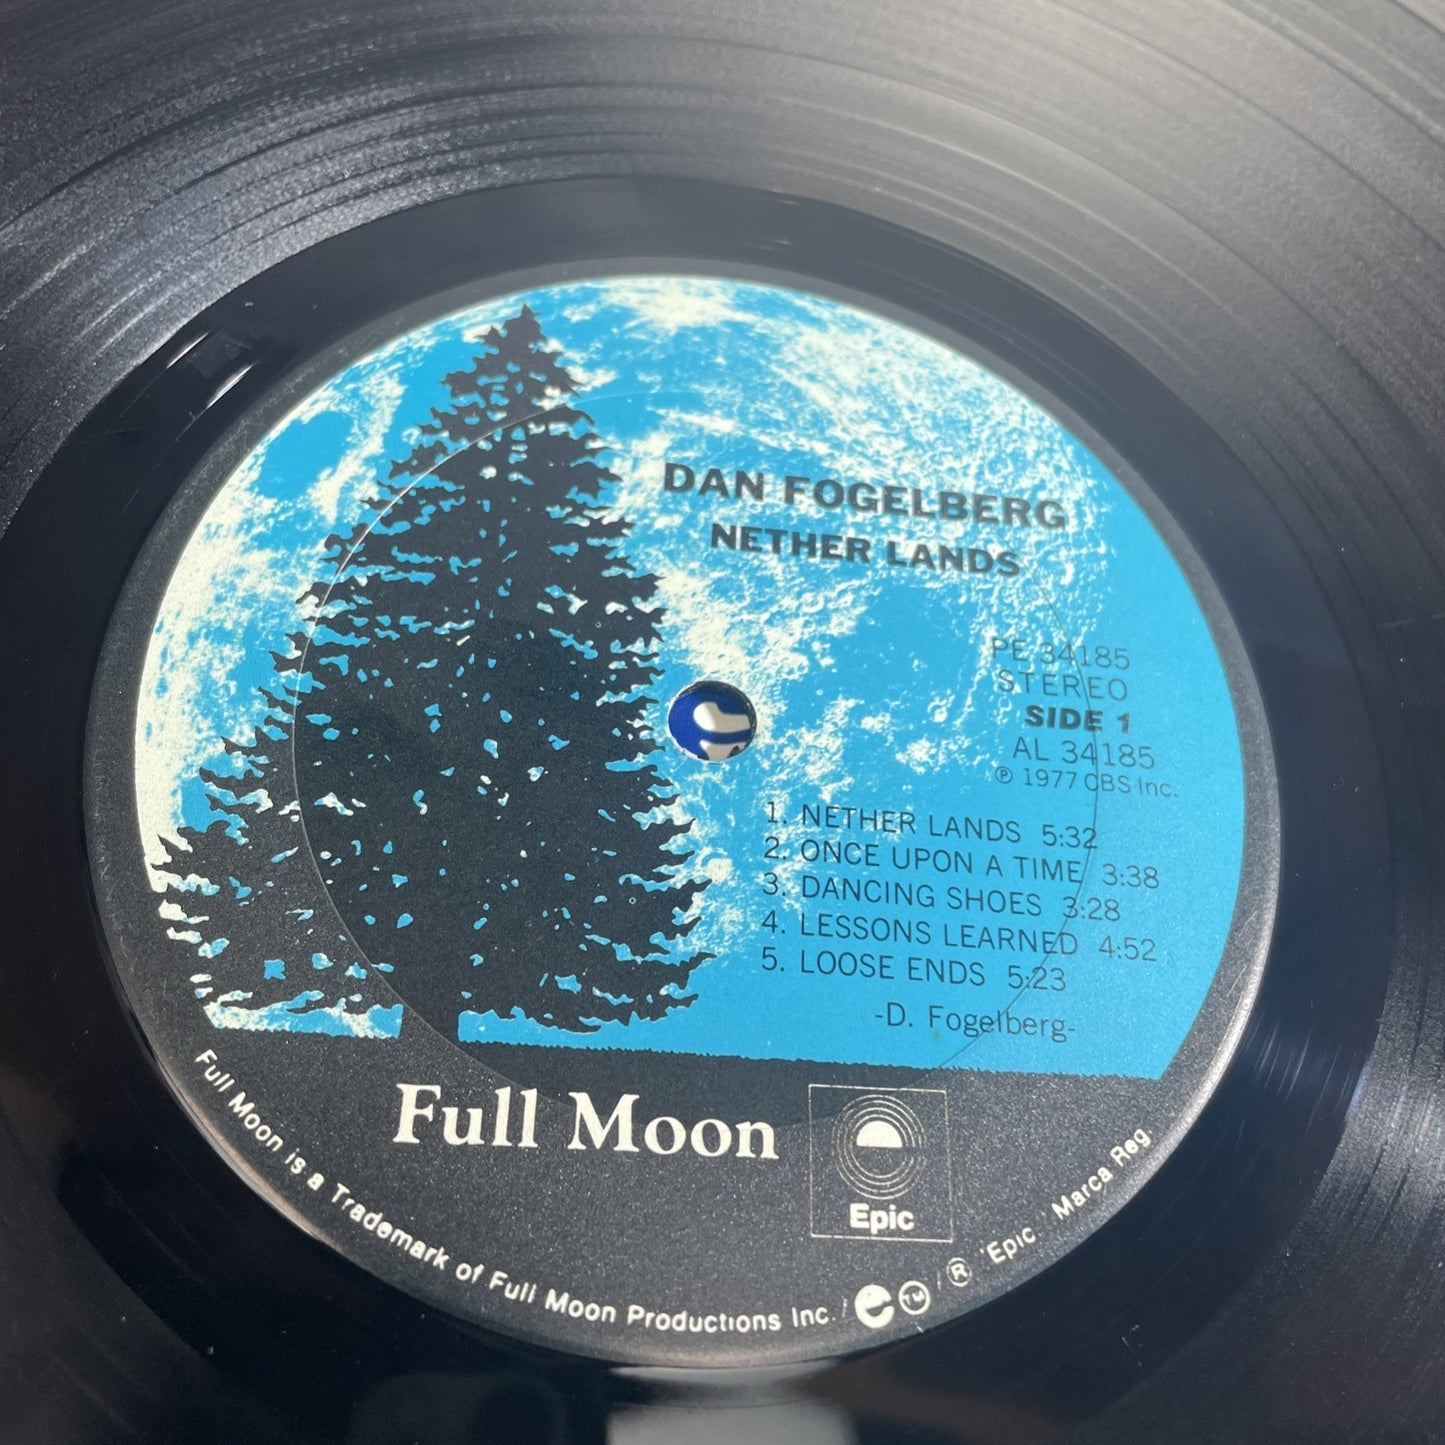 DAN FOGELBERG
NETHER LANDS
PE 34185
STEREO
SIDE 1
AL 34185
℗ 1977 CBS Inc.
1. NETHER LANDS 5:32
2. ONCE UPON A TIME 3:38
3. DANCING SHOES 3:28
4. LESSONS LEARNED 4:52
5. LOOSE ENDS 5:23
-D. Fogelberg-
Full Moon
Epic
Full Moon is a Trademark of Full Moon Productions Inc. / e ™ / ® 'Epic.' Marca Reg.